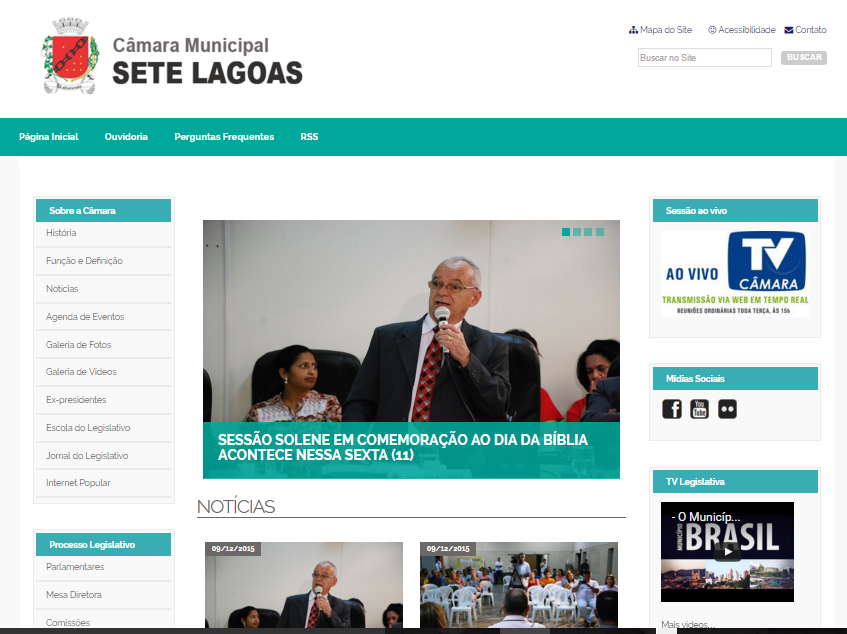 Câmara Municipal
SETE LAGOAS
Mapa do Site
Acessibilidade
Contato
Buscar no Site
BUSCAR
Página Inicial
Ouvidoria
Perguntas Frequentes
RSS
Sobre a Câmara
História
Função e Definição
Notícias
Agenda de Eventos
Galeria de Fotos
Galeria de Vídeos
Ex-presidentes
Escola do Legislativo
Jornal do Legislativo
Internet Popular
Processo Legislativo
Parlamentares
Mesa Diretora
Comissões
SESSÃO SOLENE EM COMEMORAÇÃO AO DIA DA BÍBLIA
ACONTECE NESSA SEXTA (11)
NOTÍCIAS
09/12/2015
09/12/2015
Sessão ao vivo
AO VIVO
TV
CÂMARA
TRANSMISSÃO VIA WEB EM TEMPO REAL
REUNIÕES ORDINÁRIAS TODA TERÇA, ÀS 15h
Mídias Sociais
You
Tube
TV Legislativa
- O Municíp...
MUNICÍPIO
BRASIL
Mais vídeos...